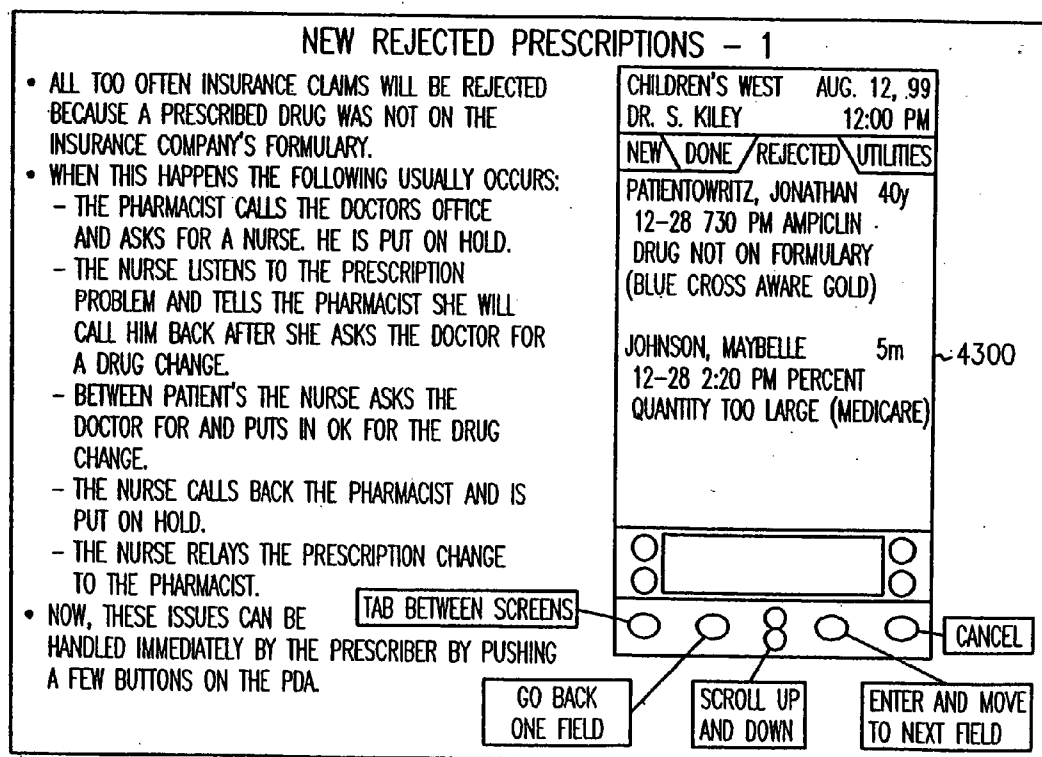 NEW REJECTED PRESCRIPTIONS – 1
• ALL TOO OFTEN INSURANCE CLAIMS WILL BE REJECTED
BECAUSE A PRESCRIBED DRUG WAS NOT ON THE
INSURANCE COMPANY'S FORMULARY.
• WHEN THIS HAPPENS THE FOLLOWING USUALLY OCCURS:
– THE PHARMACIST CALLS THE DOCTORS OFFICE
AND ASKS FOR A NURSE. HE IS PUT ON HOLD.
– THE NURSE LISTENS TO THE PRESCRIPTION
PROBLEM AND TELLS THE PHARMACIST SHE WILL
CALL HIM BACK AFTER SHE ASKS THE DOCTOR FOR
A DRUG CHANGE.
– BETWEEN PATIENT'S THE NURSE ASKS THE
DOCTOR FOR AND PUTS IN OK FOR THE DRUG
CHANGE.
– THE NURSE CALLS BACK THE PHARMACIST AND IS
PUT ON HOLD.
– THE NURSE RELAYS THE PRESCRIPTION CHANGE
TO THE PHARMACIST.
• NOW, THESE ISSUES CAN BE
HANDLED IMMEDIATELY BY THE PRESCRIBER BY PUSHING
A FEW BUTTONS ON THE PDA.
CHILDREN'S WEST AUG. 12, 99
DR. S. KILEY 12:00 PM
NEW DONE REJECTED UTILITIES
PATIENTOWRITZ, JONATHAN 40y
12–28 730 PM AMPICLIN
DRUG NOT ON FORMULARY
(BLUE CROSS AWARE GOLD)
JOHNSON, MAYBELLE 5m
12–28 2:20 PM PERCENT
QUANTITY TOO LARGE (MEDICARE)
4300
TAB BETWEEN SCREENS
CANCEL
GO BACK
ONE FIELD
SCROLL UP
AND DOWN
ENTER AND MOVE
TO NEXT FIELD